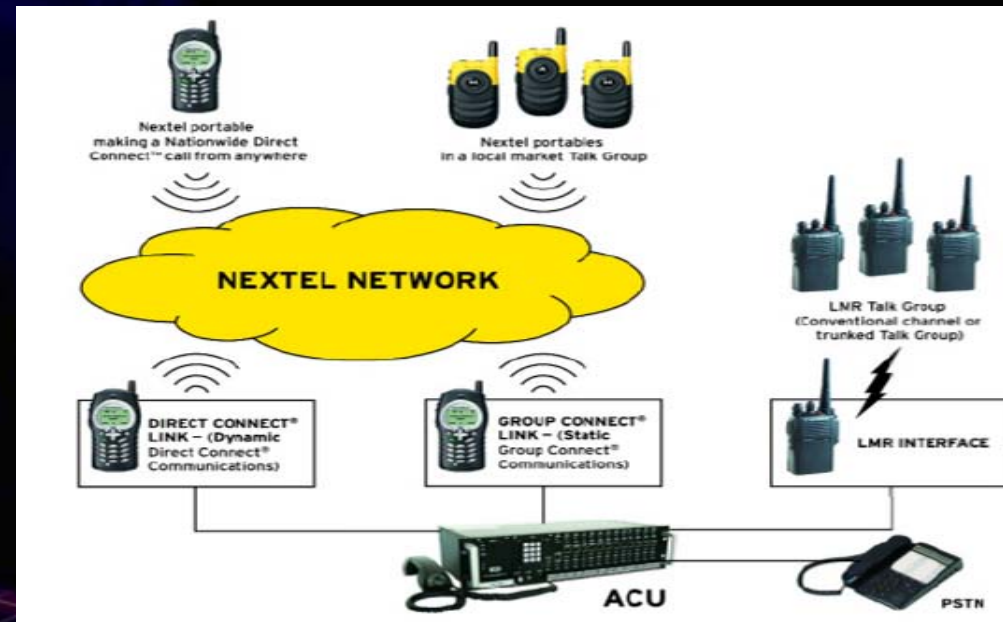 Nextel portable
making a Nationwide Direct
Connect™ call from anywhere
Nextel portables
in a local market Talk Group
NEXTEL NETWORK
LMR Talk Group
(Conventional channel or
trunked Talk Group)
DIRECT CONNECT®
LINK – (Dynamic
Direct Connect®
Communications)
GROUP CONNECT®
LINK – (Static
Group Connect®
Communications)
LMR INTERFACE
ACU
PSTN